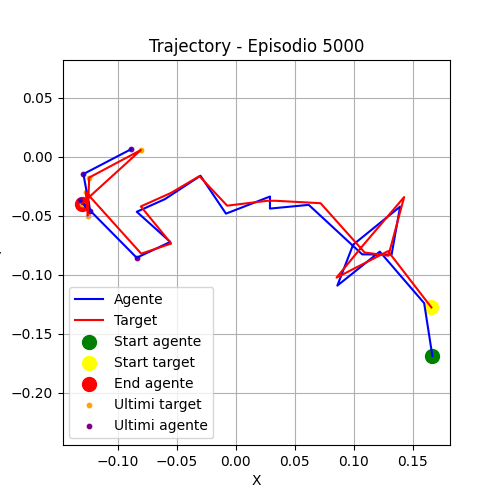 Trajectory - Episodio 5000
0.05
0.00
−0.05
−0.10
−0.15
−0.20
Agente
Target
Start agente
Start target
End agente
Ultimi target
Ultimi agente
−0.10 −0.05 0.00 0.05 0.10 0.15
X